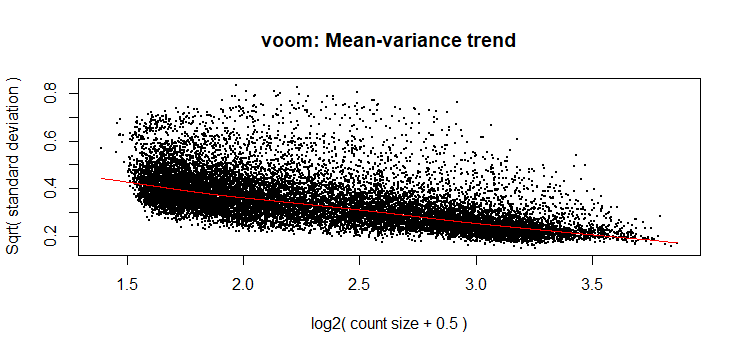 voom: Mean-variance trend
Sqrt( standard deviation )
0.8
0.6
0.4
0.2
1.5 2.0 2.5 3.0 3.5
log2( count size + 0.5 )